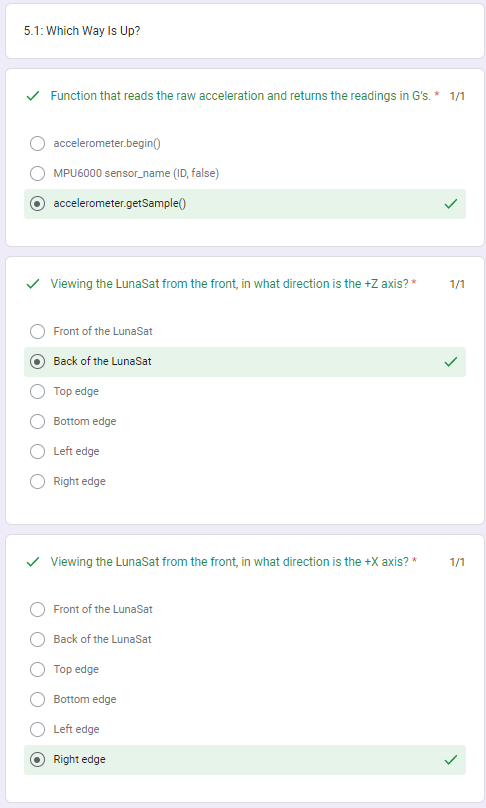 5.1: Which Way Is Up?
Function that reads the raw acceleration and returns the readings in G's. * 1/1
accelerometer.begin()
MPU6000 sensor_name (ID, false)
accelerometer.getSample()
Viewing the LunaSat from the front, in what direction is the +Z axis? * 1/1
Front of the LunaSat
Back of the LunaSat
Top edge
Bottom edge
Left edge
Right edge
Viewing the LunaSat from the front, in what direction is the +X axis? * 1/1
Front of the LunaSat
Back of the LunaSat
Top edge
Bottom edge
Left edge
Right edge